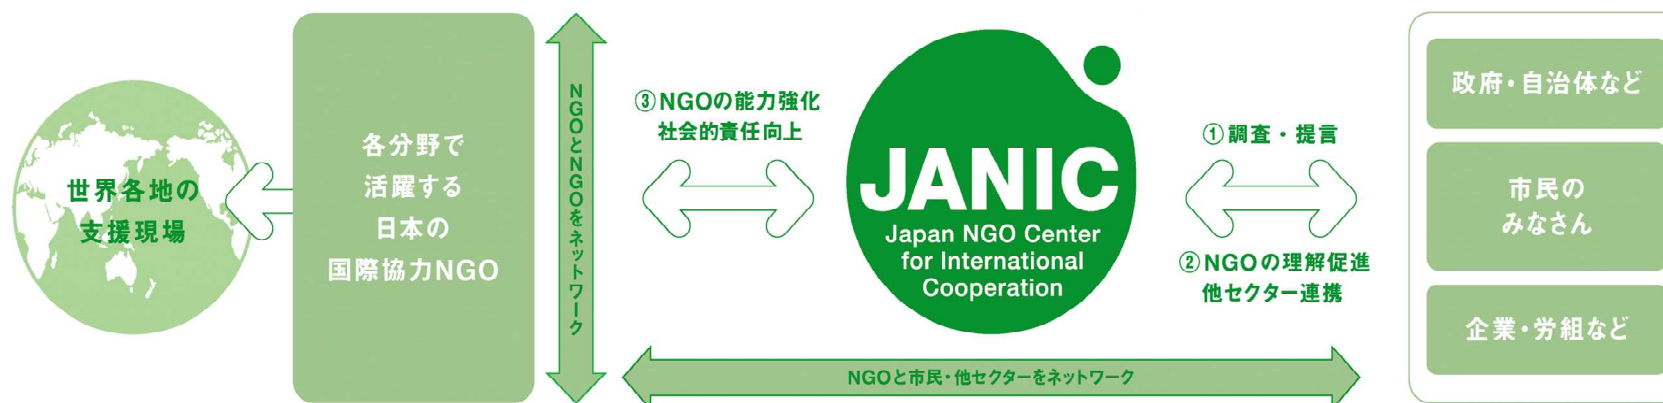 世界各地の
支援現場
各分野で
活躍する
日本の
国際協力NGO
NGOとNGOをネットワーク
③NGOの能力強化
社会的責任向上
JANIC
Japan NGO Center
for International
Cooperation
①調査・提言
②NGOの理解促進
他セクター連携
政府・自治体など
市民の
みなさん
企業・労組など
NGOと市民・他セクターをネットワーク